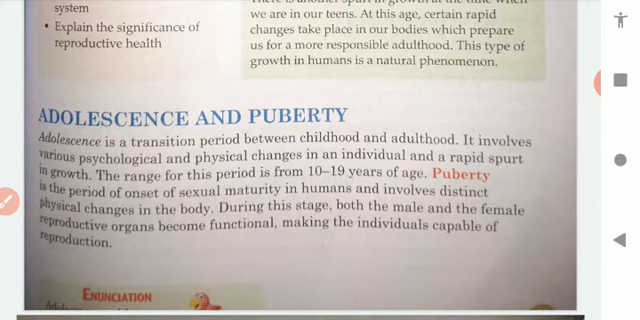 system
• Explain the significance of
reproductive health
we are in our teens. At this age, certain rapid
changes take place in our bodies which prepare
us for a more responsible adulthood. This type of
growth in humans is a natural phenomenon.
ADOLESCENCE AND PUBERTY
Adolescence is a transition period between childhood and adulthood. It involves
various psychological and physical changes in an individual and a rapid spurt
in growth. The range for this period is from 10–19 years of age. Puberty
is the period of onset of sexual maturity in humans and involves distinct
physical changes in the body. During this stage, both the male and the female
reproductive organs become functional, making the individuals capable of
reproduction.
ENUNCIATION